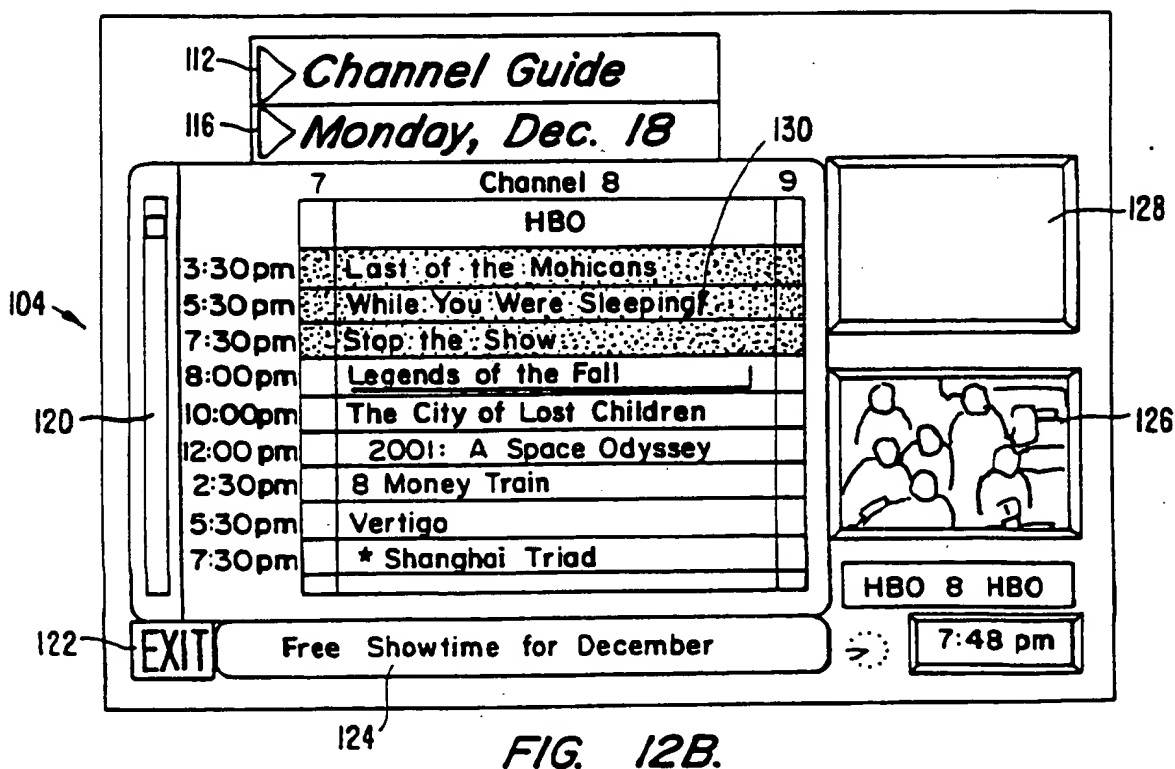 112
Channel Guide
116
Monday, Dec. 18
130
7 Channel 8 9
HBO
128
3:30pm Last of the Mohicans
5:30pm While You Were Sleeping
104
7:30pm Stop the Show
8:00pm Legends of the Fall
120
10:00pm The City of Lost Children
126
12:00 pm 2001: A Space Odyssey
2:30pm 8 Money Train
5:30pm Vertigo
7:30pm * Shanghai Triad
HBO 8 HBO
122
EXIT
Free Showtime for December
7:48 pm
124
FIG. 12B.